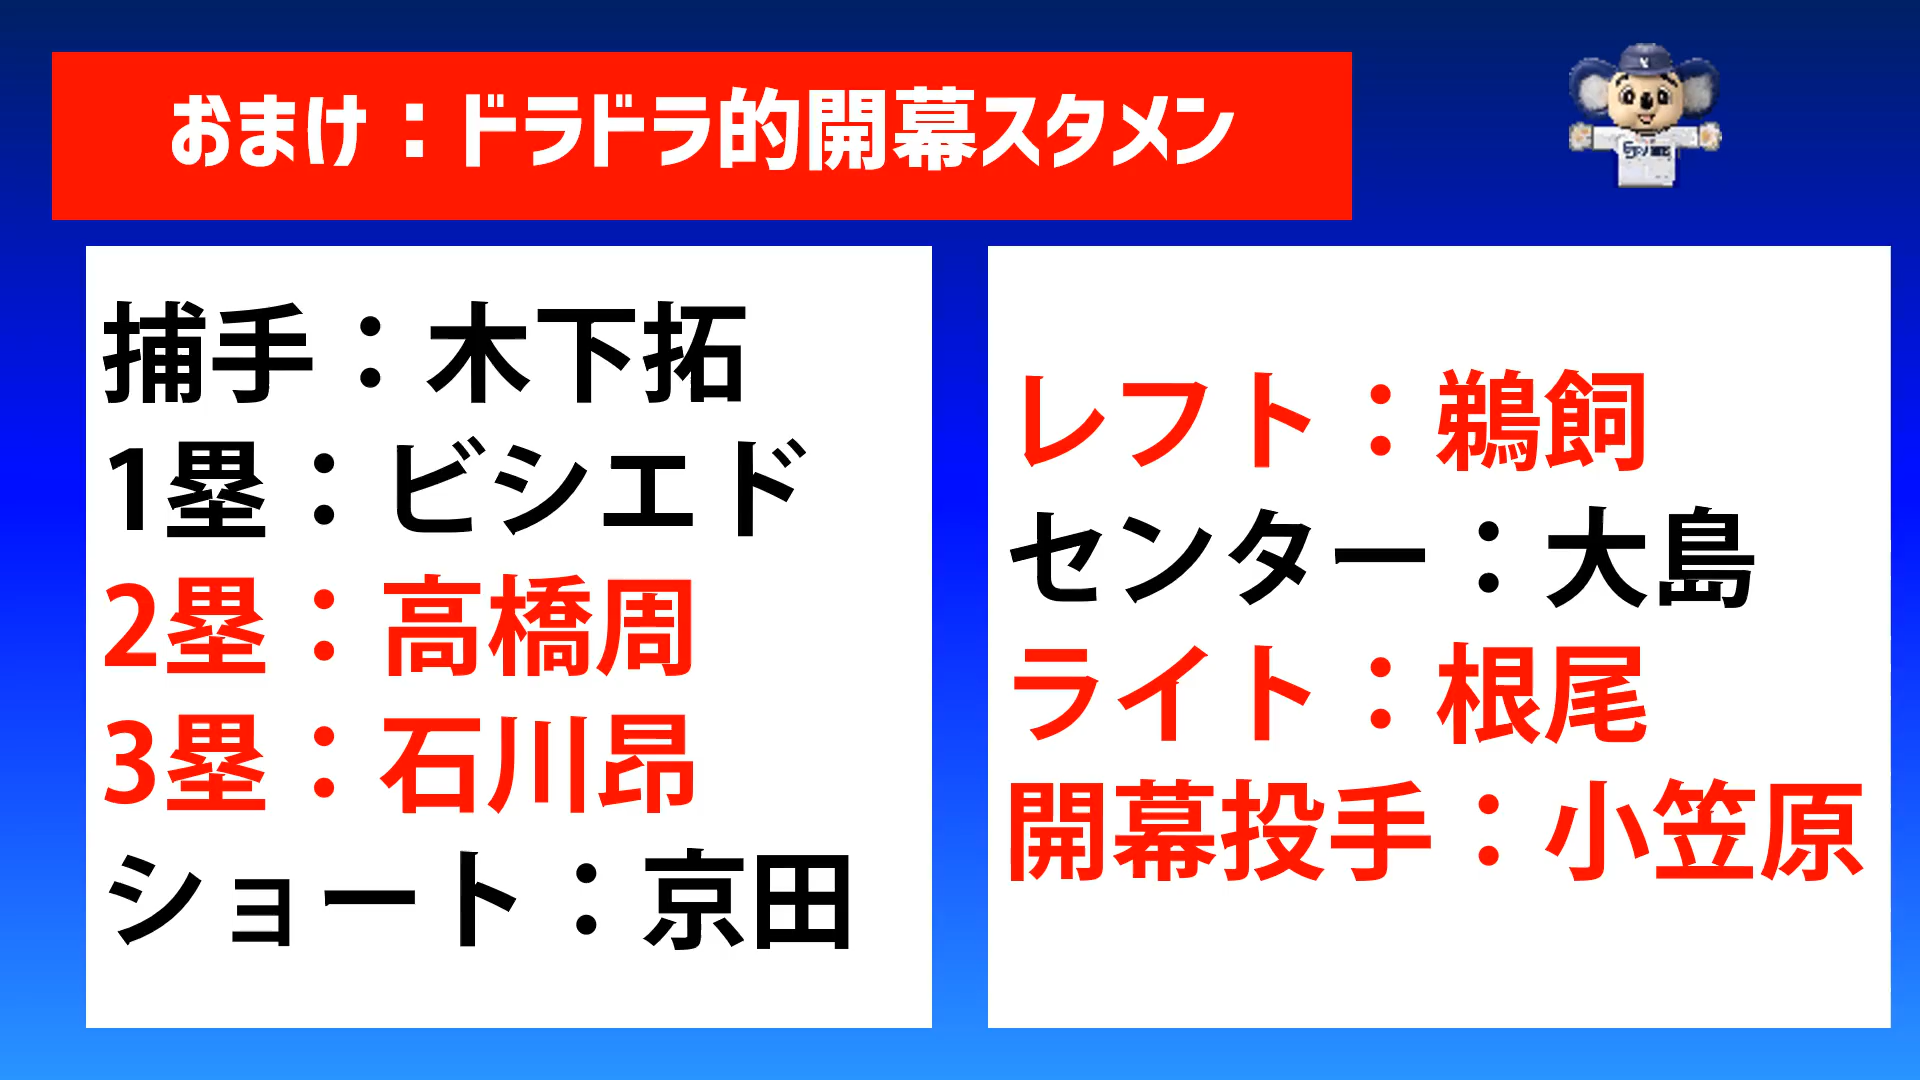 おまけ：ドラドラ的開幕スタメン
捕手：木下拓
1塁：ビシエド
2塁：高橋周
3塁：石川昂
ショート：京田
レフト：鵜飼
センター：大島
ライト：根尾
開幕投手：小笠原